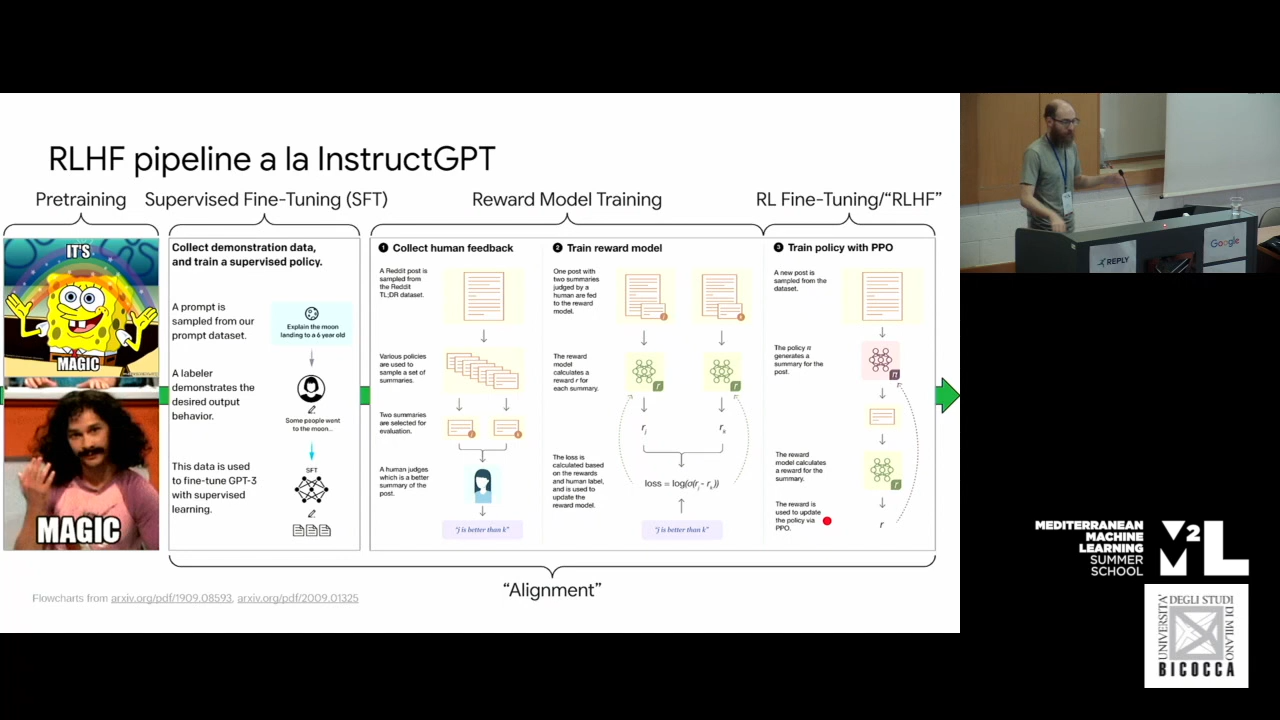 RLHF pipeline a la InstructGPT
Pretraining
Supervised Fine-Tuning (SFT)
Reward Model Training
RL Fine-Tuning/“RLHF”
IT'S
MAGIC
MAGIC
Collect demonstration data,
and train a supervised policy.
A prompt is
sampled from our
prompt dataset.
Explain the moon
landing to a 6 year old
A labeler
demonstrates the
desired output
behavior.
Some people went
to the moon...
This data is used
to fine-tune GPT-3
with supervised
learning.
SFT
1 Collect human feedback
A Reddit post is
sampled from
the Reddit
TL;DR dataset.
Various policies
are used to
sample a set of
summaries.
Two summaries
are selected for
evaluation.
j
k
A human judges
which is a better
summary of the
post.
“j is better than k”
2 Train reward model
One post with
two summaries
judged by a
human are fed
to the reward
model.
j
k
The reward
model
calculates a
reward r for
each summary.
r
r
rj
rk
The loss is
calculated based
on the rewards
and human label,
and is used to
update the
reward model.
loss = log(σ(rj - rk))
“j is better than k”
3 Train policy with PPO
A new post is
sampled from the
dataset.
The policy π
generates a
summary for the
post.
π
The reward
model calculates
a reward for the
summary.
r
The reward is
used to update
the policy via
PPO.
r
“Alignment”
Flowcharts from arxiv.org/pdf/1909.08593, arxiv.org/pdf/2009.01325
REPLY
Google
MEDITERRANEAN
MACHINE
LEARNING
SUMMER
SCHOOL
M2L
UNIVERSITA'
DEGLI STUDI
DI MILANO
BICOCCA